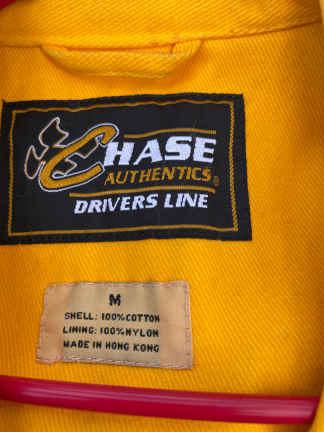 CHASE
AUTHENTICS®
DRIVERS LINE
M
SHELL: 100%COTTON
LINING: 100%NYLON
MADE IN HONG KONG